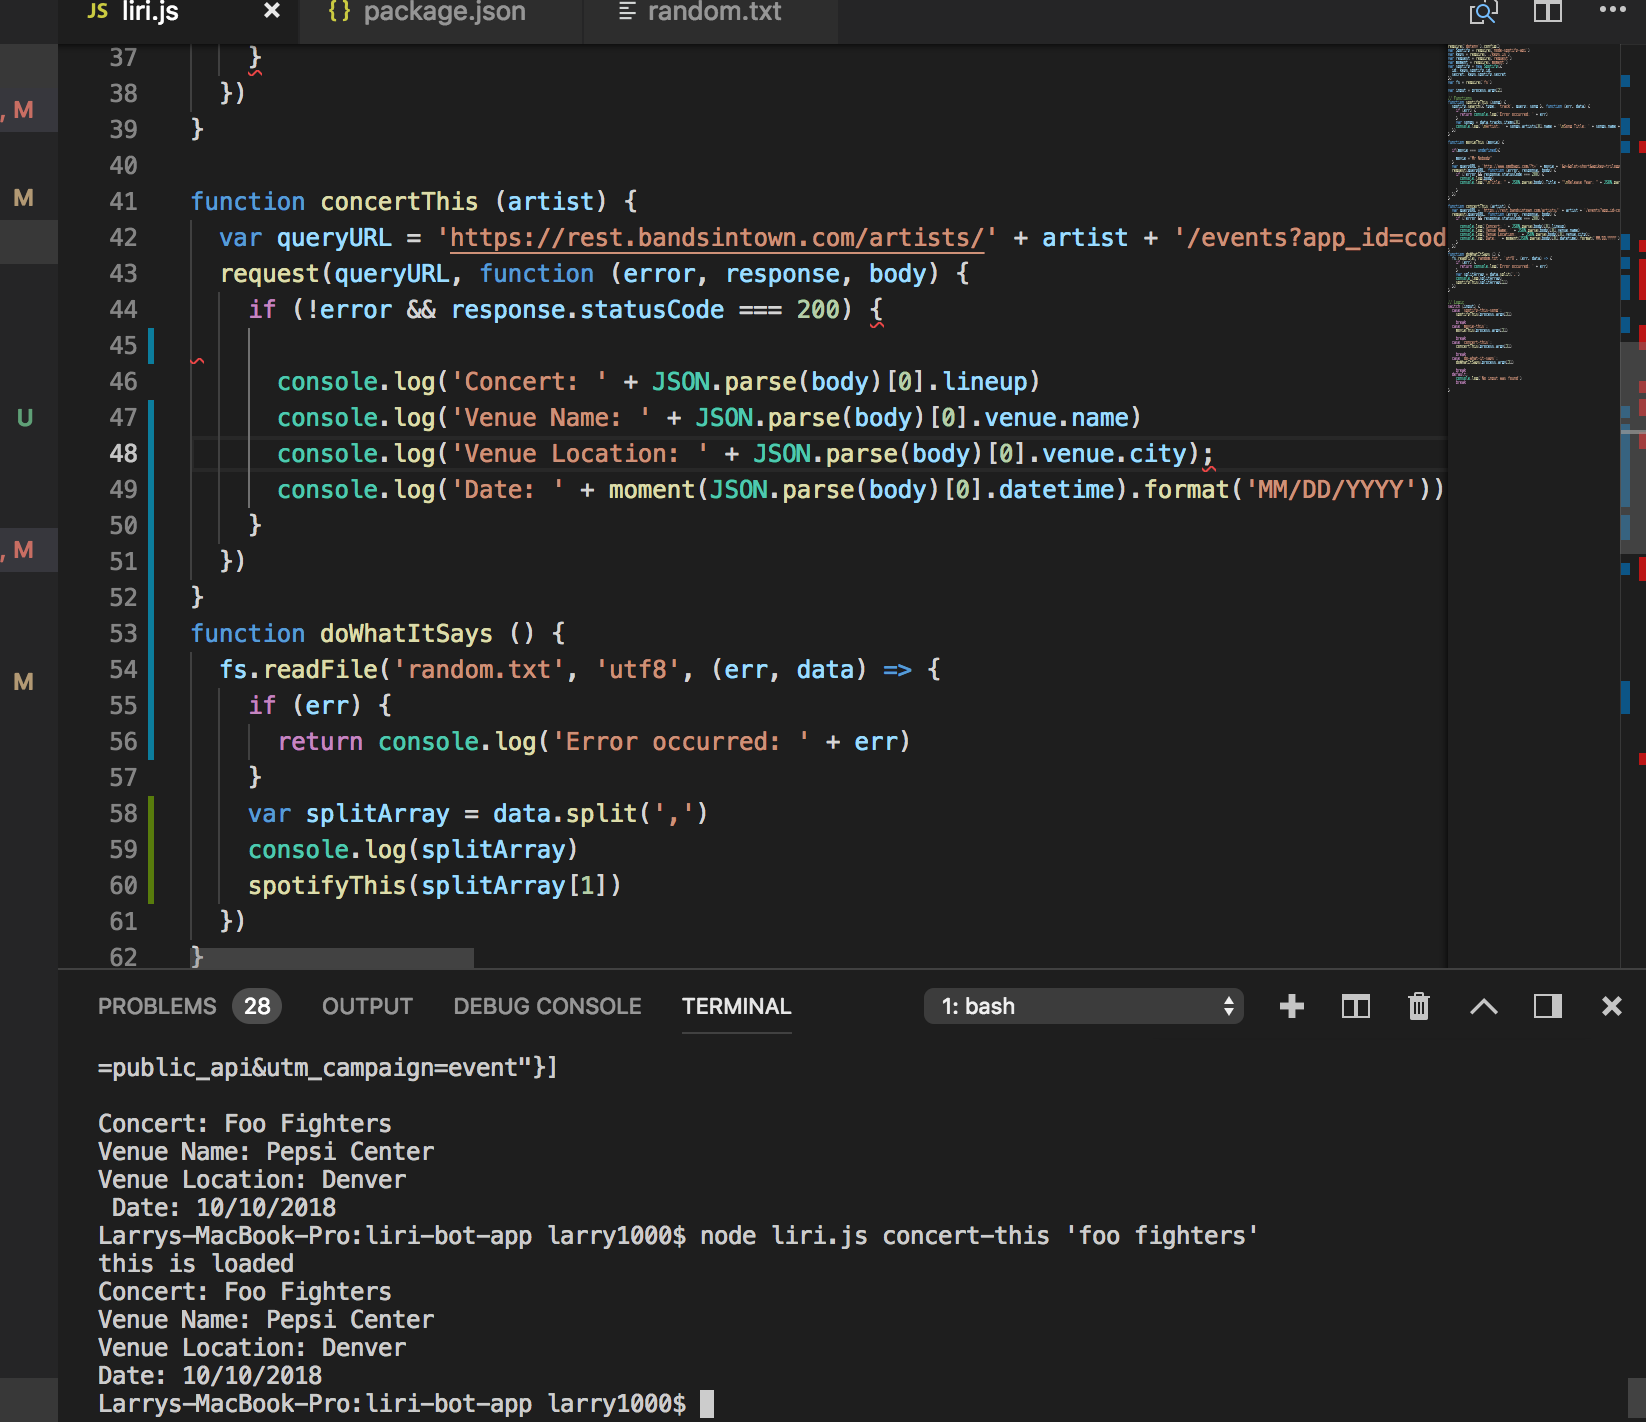 JS liri.js × {} package.json random.txt
, M
M
U
, M
M
37 }
38 })
39 }
40
41 function concertThis (artist) {
42 var queryURL = 'https://rest.bandsintown.com/artists/' + artist + '/events?app_id=cod
43 request(queryURL, function (error, response, body) {
44 if (!error && response.statusCode === 200) {
45
46 console.log('Concert: ' + JSON.parse(body)[0].lineup)
47 console.log('Venue Name: ' + JSON.parse(body)[0].venue.name)
48 console.log('Venue Location: ' + JSON.parse(body)[0].venue.city);
49 console.log('Date: ' + moment(JSON.parse(body)[0].datetime).format('MM/DD/YYYY'))
50 }
51 })
52 }
53 function doWhatItSays () {
54 fs.readFile('random.txt', 'utf8', (err, data) => {
55 if (err) {
56 return console.log('Error occurred: ' + err)
57 }
58 var splitArray = data.split(',')
59 console.log(splitArray)
60 spotifyThis(splitArray[1])
61 })
62 }
PROBLEMS 28 OUTPUT DEBUG CONSOLE TERMINAL 1: bash
=public_api&utm_campaign=event"}]
Concert: Foo Fighters
Venue Name: Pepsi Center
Venue Location: Denver
Date: 10/10/2018
Larrys-MacBook-Pro:liri-bot-app larry1000$ node liri.js concert-this 'foo fighters'
this is loaded
Concert: Foo Fighters
Venue Name: Pepsi Center
Venue Location: Denver
Date: 10/10/2018
Larrys-MacBook-Pro:liri-bot-app larry1000$